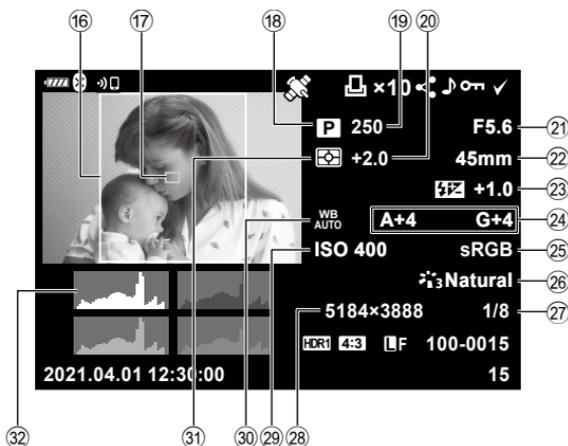 ⑯ ⑰ ⑱ ⑲ ⑳
×10
P 250 F5.6 ㉑
+2.0 45mm ㉒
+1.0 ㉓
WB AUTO A+4 G+4 ㉔
ISO 400 sRGB ㉕
3 Natural ㉖
5184×3888 1/8 ㉗
HDR1 4:3 LF 100-0015
2021.04.01 12:30:00 15
㉜ ㉛ ㉚ ㉙ ㉘